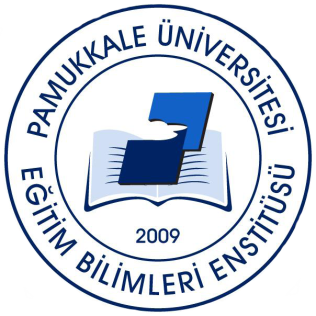 PAMUKKALE ÜNİVERSİTESİ
2009
EĞİTİM BİLİMLERİ ENSTİTÜSÜ